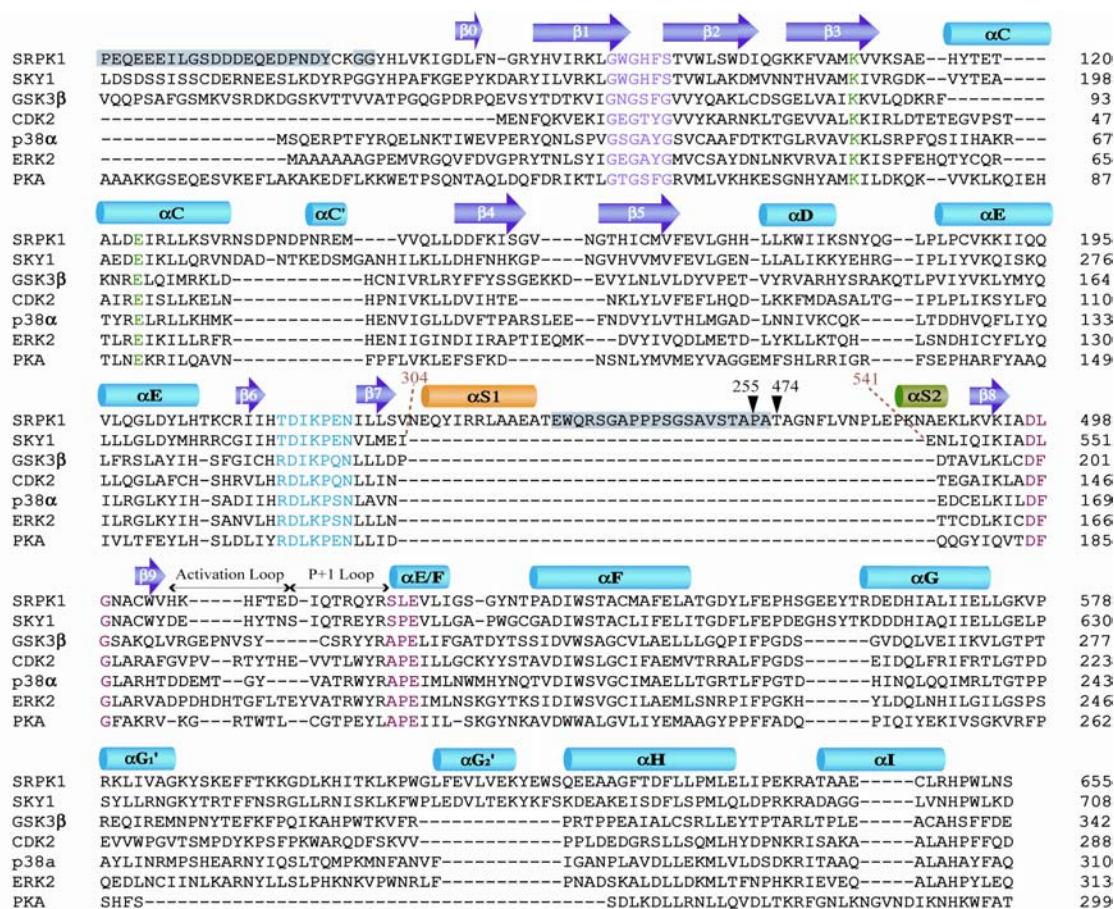 β0 β1 β2 β3 αC
SRPK1 PEQEEEILGSDDDEQEDPNDYCKGGYHLVKIGDLFN-GRYHVIRKLGWGHFSTVWLSWDIQGKKFVAMKVVKSAE-HYTET----- 120
SKY1 LDSDSSISSCDERNEESLKDYRPGGYHPAFKGEPYKDARYILVRKLGWGHFSTVWLAKDMVNNTHVAMKIVRGDK--VYTEA----- 198
GSK3β VQQPSAFGSMKVSRDKDGSKVTTVVATPGQGPDRPQEVSYTDTKVIGNGSFGVVYQAKLCDSGELVAIKKVLQDKRF---------- 93
CDK2 ---------------------------------MENFQKVEKIGEGTYGVVYKARNKLTGEVVALKKIRLDTETEGVPST------- 47
p38α ---------------MSQERPTFYRQELNKTIWEVPERYQNLSPVGSGAYGSVCAAFDTKTGLRVAVKKLSRPFQSIIHAKR----- 67
ERK2 ----------------MAAAAAAGPEMVRGQVFDVGPRYTNLSYIGEGAYGMVCSAYDNLNKVRVAIKKISPFEHQTYCQR------ 65
PKA AAAKKGSEQESVKEFLAKAKEDFLKKWETPSQNTAQLDQFDRIKTLGTGSFGRVMLVKHKESGNHYAMKILDKQK-VVKLKQIEH 87
αC αC' β4 β5 αD αE
SRPK1 ALDEIRLLKSVRNSDPNDPNREM----VVQLLDDFKISGV---NGTHICMVFEVLGHH-LLKWIIKSNYQG--LPLPCVKKIIQQ 195
SKY1 AEDEIKLLQRVNDAD-NTKEDSMGANHILKLLDHFNHKGP----NGVHVVMVFEVLGEN--LLALIKKYEHRG--IPLIYVKQISKQ 276
GSK3β KNRELQIMRKLD-----------HCNIVRLRYFFYSSGEKKD--EVYLNLVLDYVPET-VYRVARHYSRAKQTLPVIYVKLYMYQ 164
CDK2 AIREISLLKELN-----------HPNIVKLLDVIHTE------NKLYLVFEFLHQD-LKKFMDASALTG--IPLPLIKSYLFQ 110
p38α TYRELRLLKHMK-----------HENVIGLLDVFTPARSLEE--FNDVYLVTHLMGAD-LNNIVKCQK----LTDDHVQFLIYQ 133
ERK2 TLREIKILLRFR-----------HENIIGINDIIRAPTIEQMK--DVYIVQDLMETD-LYKLLKTQH-----LSNDHICYFLYQ 130
PKA TLNEKRILQAVN-----------FPFLVKLEFSFKD-------NSNLYMVMEYVAGGEMFSHLRRIGR----FSEPHARFYAAQ 149
αE β6 β7 304 αS1 255 474 541 αS2 β8
SRPK1 VLQGLDYLHTKCRIIHTDIKPENILLSVNEQYIRRLAAEATEWQRSGAPPPSGSAVSTAPATAGNFLVNPLEPKNAEKLKVKIADL 498
SKY1 LLLGLDYMHRRCGIIHTDIKPENVLMEI--------------------------------------------ENLIQIKIADL 551
GSK3β LFRSLAYIH-SFGICHRDIKPQNLLLDP--------------------------------------------DTAVLKLCDF 201
CDK2 LLQGLAFCH-SHRVLHRDLKPQNLLIN---------------------------------------------TEGAIKLADF 146
p38α ILRGLKYIH-SADIIHRDLKPSNLAVN---------------------------------------------EDCELKILDF 169
ERK2 ILRGLKYIH-SANVLHRDLKPSNLLLN---------------------------------------------TTCDLKICDF 166
PKA IVLTFEYLH-SLDLIYRDLKPENLLID---------------------------------------------QQGYIQVTDF 185
β9 Activation Loop P+1 Loop αE/F αF αG
SRPK1 GNACWVHK-----HFTED-IQTRQYRSLEVLIGS-GYNTPADIWSTACMAFELATGDYLFEPHSGEEYTRDEDHIALIIELLGKVP 578
SKY1 GNACWYDE-----HYTNS-IQTREYRSPEVLLGA-PWGCGADIWSTACLIFELITGDFLFEPDEGHSYTKDDDHIAQIIELLGELP 630
GSK3β GSAKQLVRGEPNVSY-----CSRYYRAPELIFGATDYTSSIDVWSAGCVLAELLLGQPIFPGDS-------GVDQLVEIIKVLGTPT 277
CDK2 GLARAFGVPV--RTYTHE-VVTLWYRAPEILLGCKYYSTAVDIWSLGCIFAEMVTRRALFPGDS-------EIDQLFRIFRTLGTPD 223
p38α GLARHTDDEMT--GY----VATRWYRAPEIMLNWMHYNQTVDIWSVGCIMAELLTGRTLFPGTD-------HINQLQQIMRLTGTPP 243
ERK2 GLARVADPDHDHTGFLTEYVATRWYRAPEIMLNSKGYTKSIDIWSVGCILAEMLSNRPIFPGKH-------YLDQLNHILGILGSPS 246
PKA GFAKRV-KG---RTWTL--CGTPEYLAPEIIL-SKGYNKAVDWWALGVLIYEMAAGYPPFFADQ-------PIQIYEKIVSGKVRFP 262
αG₁' αG₂' αH αI
SRPK1 RKLIVAGKYSKEFFTKKGDLKHITKLKPWGLFEVLVEKYEWSQEEAAGFTDFLLPMLELIPEKRATAAE-----CLRHPWLNS 655
SKY1 SYLLRNGKYTRTFFNSRGLLRNISKLKFWPLEDVLTEKYKFSKDEAKEISDFLSPMLQLDPRKRADAGG-----LVNHPWLKD 708
GSK3β REQIREMNPNYTEFKFPQIKAHPWTKVFR-------------PRTPPEAIALCSRLLEYTPTARLTPLE-----ACAHSFFDE 342
CDK2 EVVWPGVTSMPDYKPSFPKWARQDFSKVV-------------PPLDEDGRSLLSQMLHYDPNKRISAKA-----ALAHPFFQD 288
p38a AYLINRMPSHEARNYIQSLTQMPKMNFANVF-----------IGANPLAVDLLEKMLVLDSDKRITAAQ-----ALAHAYFAQ 310
ERK2 QEDLNCIINLKARNYLLSLPHKNKVPWNRLF-----------PNADSKALDLLDKMLTFNPHKRIEVEQ-----ALAHPYLEQ 313
PKA SHFS--------------------------------------SDLKDLLRNLLQVDLTKRFGNLKNGVNDIKNHKWFAT 299